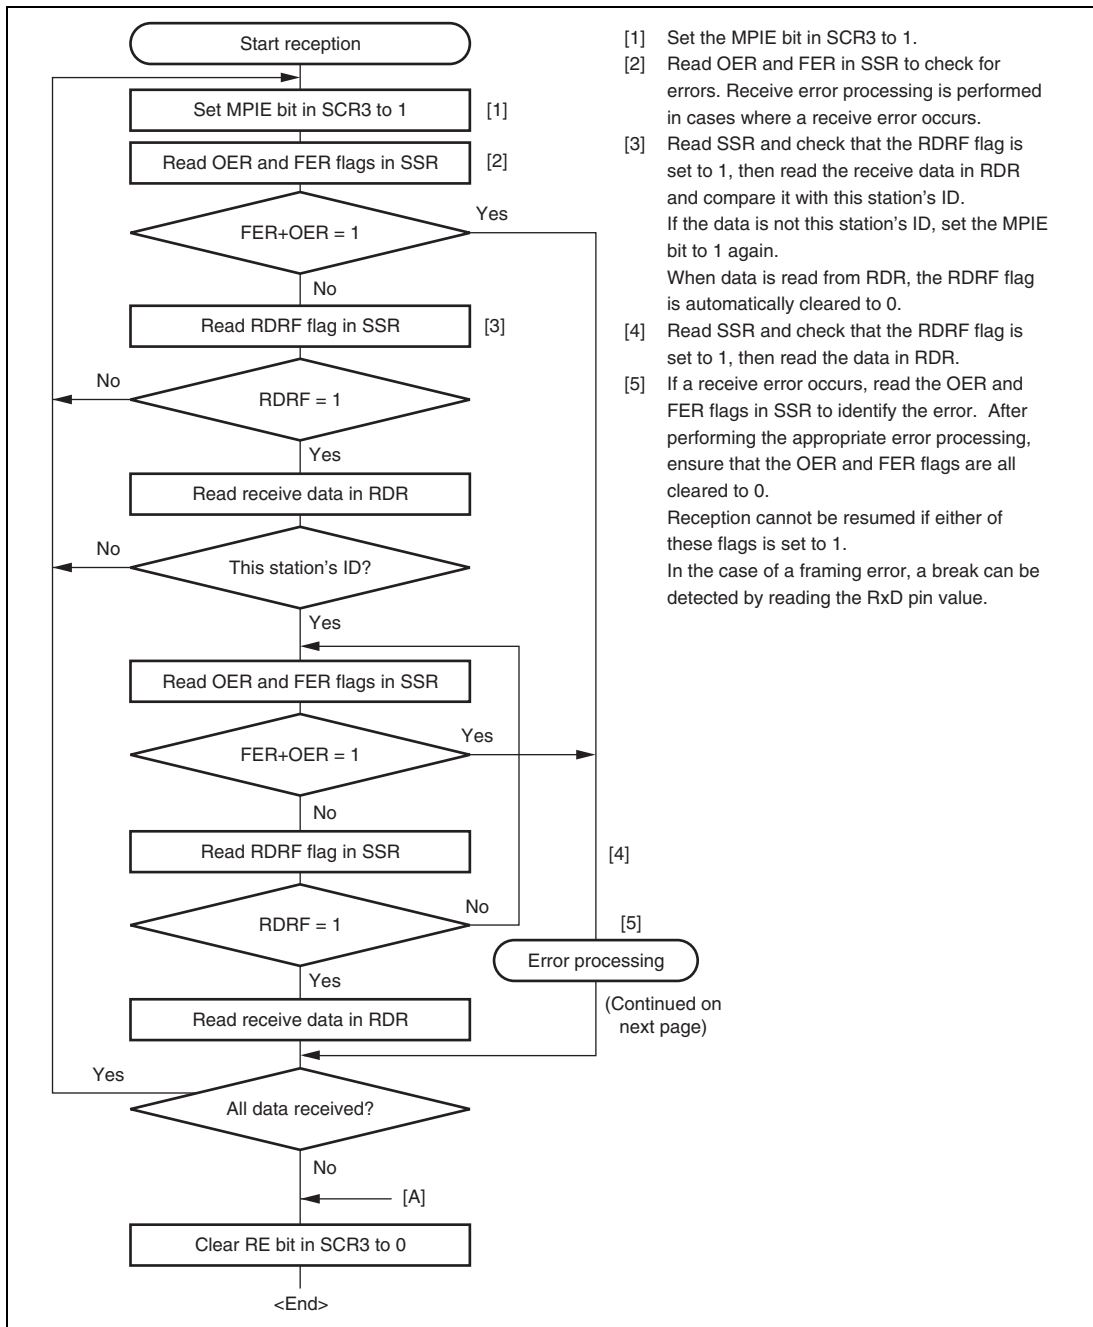 Start reception
Set MPIE bit in SCR3 to 1
[1]
Read OER and FER flags in SSR
[2]
Yes
FER+OER = 1
No
Read RDRF flag in SSR
[3]
No
RDRF = 1
Yes
Read receive data in RDR
No
This station's ID?
Yes
Read OER and FER flags in SSR
Yes
FER+OER = 1
No
Read RDRF flag in SSR
[4]
No
RDRF = 1
[5]
Error processing
Yes
(Continued on
next page)
Read receive data in RDR
Yes
All data received?
No
[A]
Clear RE bit in SCR3 to 0
<End>
[1] Set the MPIE bit in SCR3 to 1.
[2] Read OER and FER in SSR to check for
errors. Receive error processing is performed
in cases where a receive error occurs.
[3] Read SSR and check that the RDRF flag is
set to 1, then read the receive data in RDR
and compare it with this station's ID.
If the data is not this station's ID, set the MPIE
bit to 1 again.
When data is read from RDR, the RDRF flag
is automatically cleared to 0.
[4] Read SSR and check that the RDRF flag is
set to 1, then read the data in RDR.
[5] If a receive error occurs, read the OER and
FER flags in SSR to identify the error. After
performing the appropriate error processing,
ensure that the OER and FER flags are all
cleared to 0.
Reception cannot be resumed if either of
these flags is set to 1.
In the case of a framing error, a break can be
detected by reading the RxD pin value.